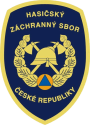 HASIČSKÝ
ZÁCHRANNÝ SBOR
ČESKÉ REPUBLIKY